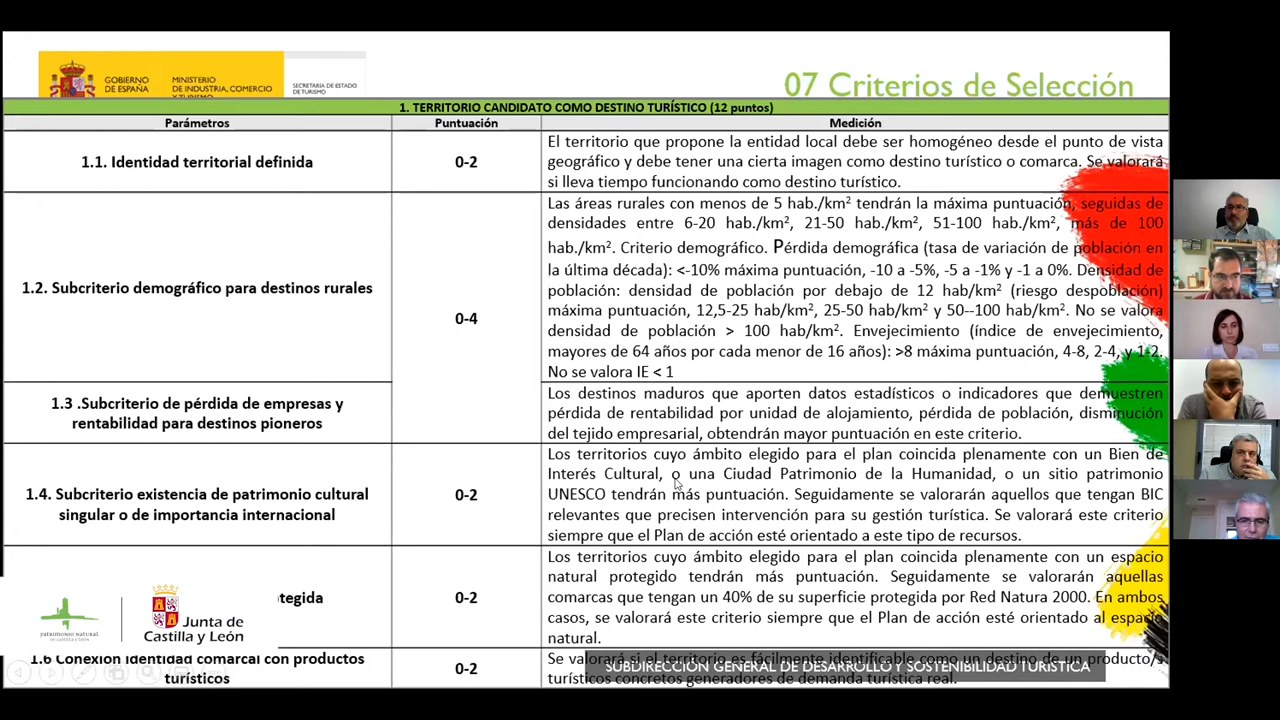 GOBIERNO
DE ESPAÑA
MINISTERIO
DE INDUSTRIA, COMERCIO
Y TURISMO
SECRETARIA DE ESTADO
DE TURISMO
07 Criterios de Selección
1. TERRITORIO CANDIDATO COMO DESTINO TURÍSTICO (12 puntos)
Parámetros
Puntuación
Medición
1.1. Identidad territorial definida
0-2
El territorio que propone la entidad local debe ser homogéneo desde el punto de vista
geográfico y debe tener una cierta imagen como destino turístico o comarca. Se valorará
si lleva tiempo funcionando como destino turístico.
1.2. Subcriterio demográfico para destinos rurales
0-4
Las áreas rurales con menos de 5 hab./km² tendrán la máxima puntuación, seguidas de
densidades entre 6-20 hab./km², 21-50 hab./km², 51-100 hab./km², más de 100
hab./km². Criterio demográfico. Pérdida demográfica (tasa de variación de población en
la última década): <-10% máxima puntuación, -10 a -5%, -5 a -1% y -1 a 0%. Densidad de
población: densidad de población por debajo de 12 hab/km² (riesgo despoblación)
máxima puntuación, 12,5-25 hab/km², 25-50 hab/km² y 50--100 hab/km². No se valora
densidad de población > 100 hab/km². Envejecimiento (índice de envejecimiento,
mayores de 64 años por cada menor de 16 años): >8 máxima puntuación, 4-8, 2-4, y 1-2.
No se valora IE < 1
1.3 .Subcriterio de pérdida de empresas y
rentabilidad para destinos pioneros
Los destinos maduros que aporten datos estadísticos o indicadores que demuestren
pérdida de rentabilidad por unidad de alojamiento, pérdida de población, disminución
del tejido empresarial, obtendrán mayor puntuación en este criterio.
1.4. Subcriterio existencia de patrimonio cultural
singular o de importancia internacional
0-2
Los territorios cuyo ámbito elegido para el plan coincida plenamente con un Bien de
Interés Cultural, o una Ciudad Patrimonio de la Humanidad, o un sitio patrimonio
UNESCO tendrán más puntuación. Seguidamente se valorarán aquellos que tengan BIC
relevantes que precisen intervención para su gestión turística. Se valorará este criterio
siempre que el Plan de acción esté orientado a este tipo de recursos.
tegida
0-2
Los territorios cuyo ámbito elegido para el plan coincida plenamente con un espacio
natural protegido tendrán más puntuación. Seguidamente se valorarán aquellas
comarcas que tengan un 40% de su superficie protegida por Red Natura 2000. En ambos
casos, se valorará este criterio siempre que el Plan de acción esté orientado al espacio
natural.
patrimonio natural
Junta de
Castilla y León
1.6 Conexión identidad comarcal con productos
turísticos
0-2
Se valorará si el territorio es fácilmente identificable como un destino de un producto/s
turísticos concretos generadores de demanda turística real.
SUBDIRECCIÓN GENERAL DE DESARROLLO Y SOSTENIBILIDAD TURÍSTICA